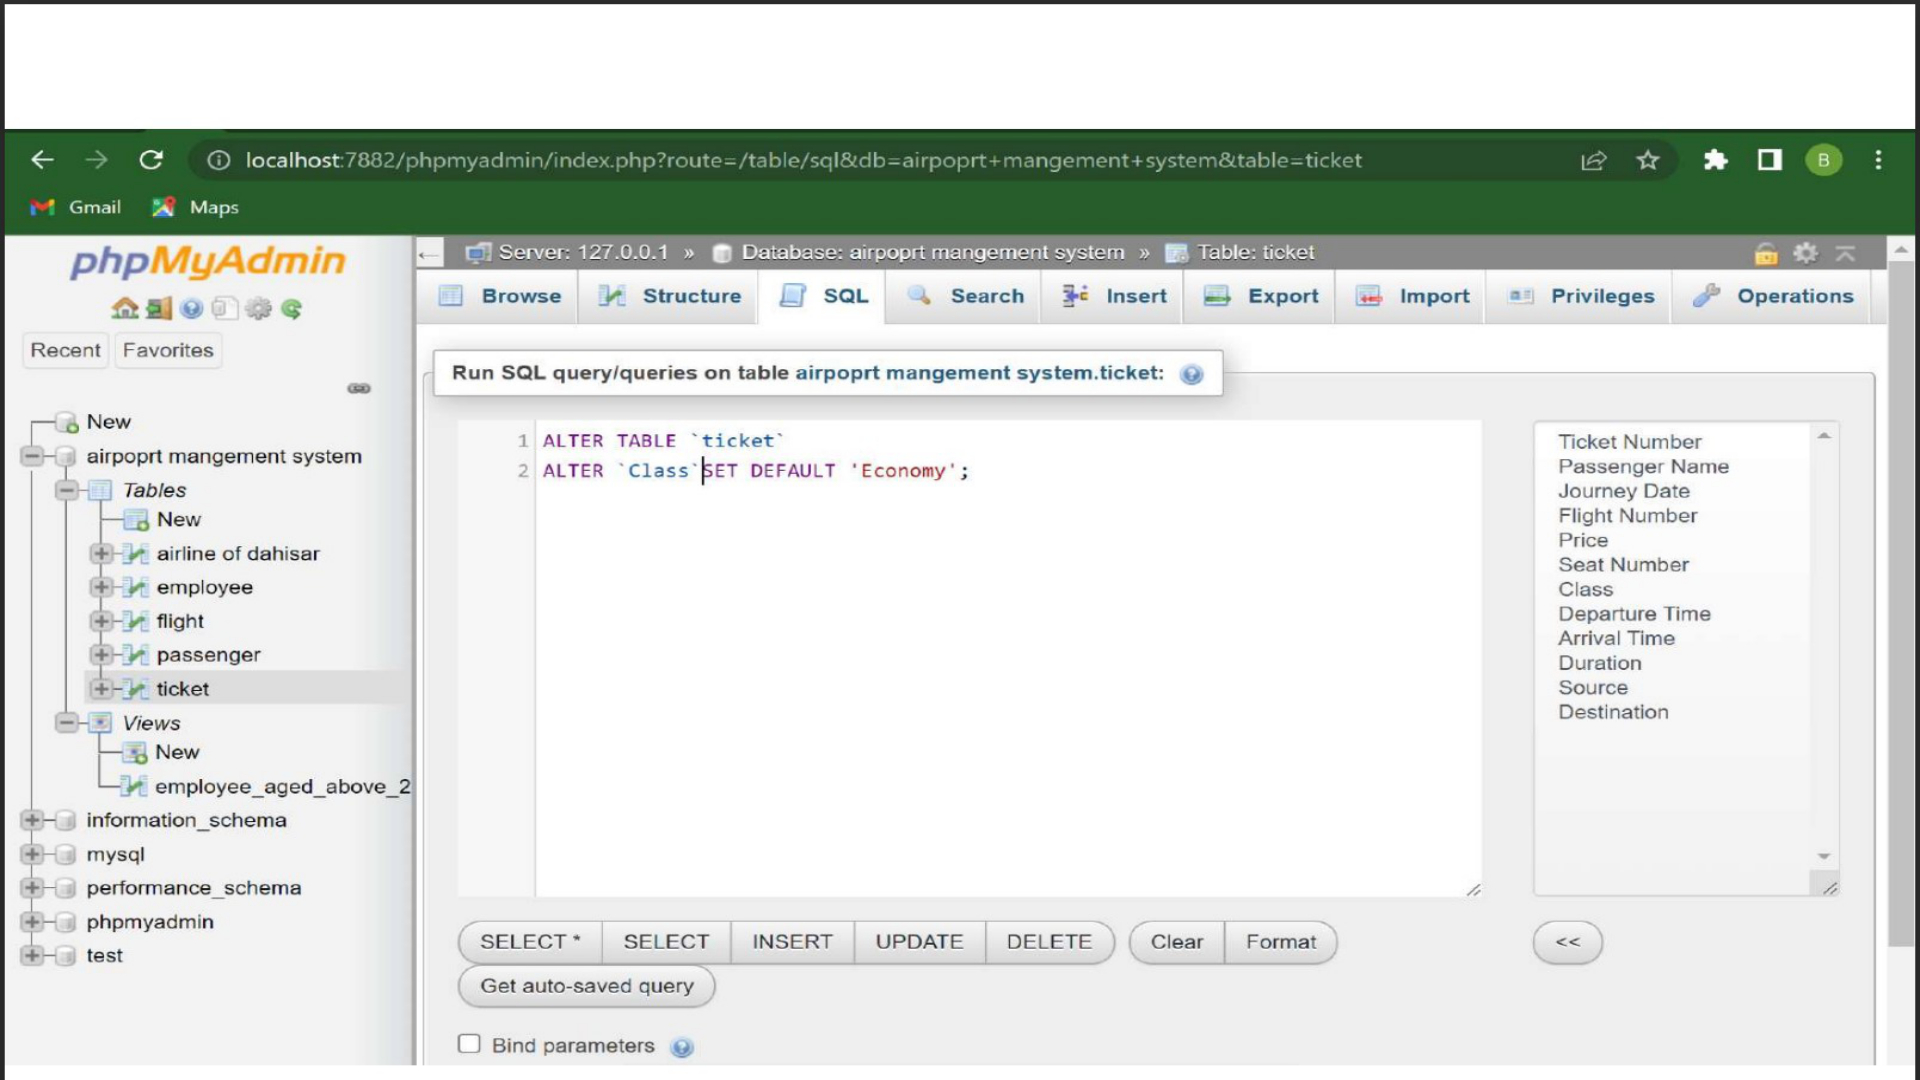 localhost:7882/phpmyadmin/index.php?route=/table/sql&db=airpoprt+mangement+system&table=ticket
B
Gmail
Maps
phpMyAdmin
Recent
Favorites
New
airpoprt mangement system
Tables
New
airline of dahisar
employee
flight
passenger
ticket
Views
New
employee_aged_above_2
information_schema
mysql
performance_schema
phpmyadmin
test
Server: 127.0.0.1 » Database: airpoprt mangement system » Table: ticket
Browse
Structure
SQL
Search
Insert
Export
Import
Privileges
Operations
Run SQL query/queries on table airpoprt mangement system.ticket:
1 ALTER TABLE `ticket`
2 ALTER `Class`SET DEFAULT 'Economy';
Ticket Number
Passenger Name
Journey Date
Flight Number
Price
Seat Number
Class
Departure Time
Arrival Time
Duration
Source
Destination
SELECT *
SELECT
INSERT
UPDATE
DELETE
Clear
Format
<<
Get auto-saved query
Bind parameters